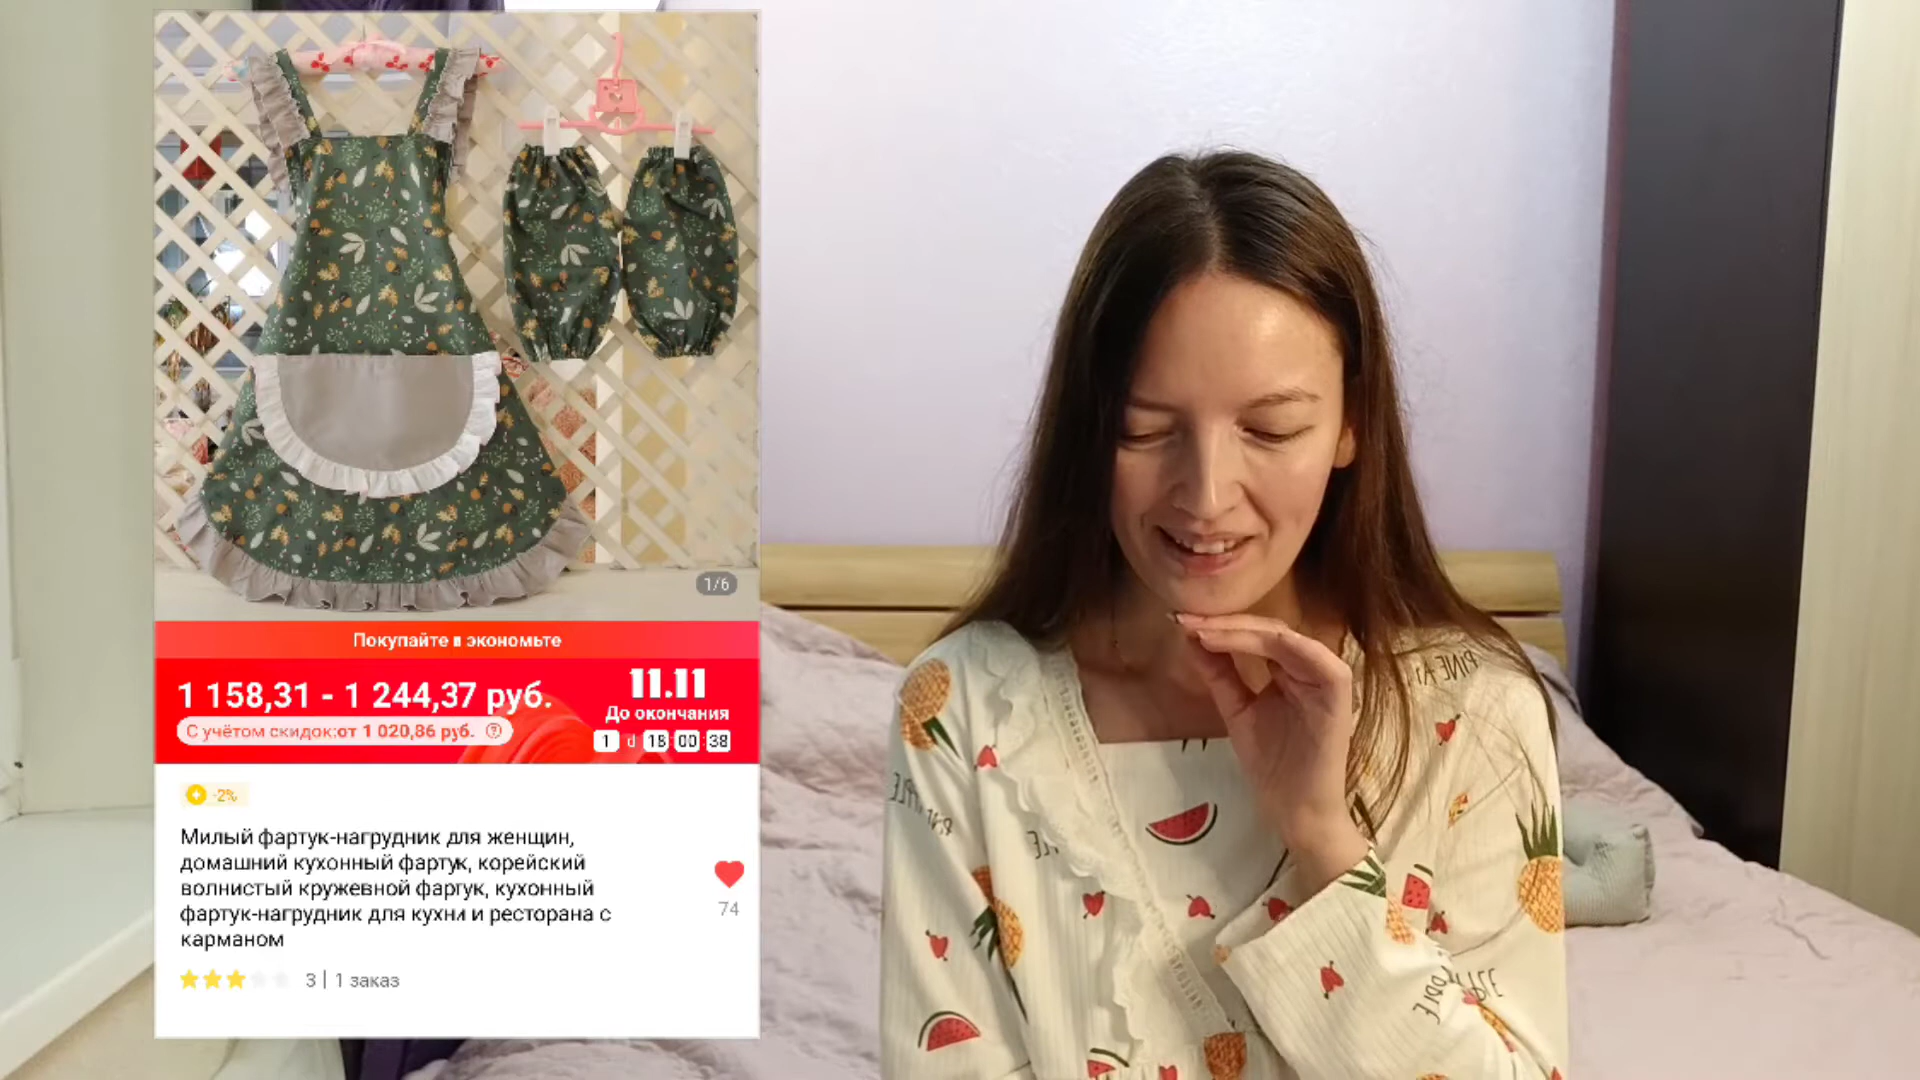 1/6
Покупайте и экономьте
1 158,31 - 1 244,37 руб.
С учётом скидок:от 1 020,86 руб.
11.11
До окончания
1 d 18 00 38
-2%
Милый фартук-нагрудник для женщин,
домашний кухонный фартук, корейский
волнистый кружевной фартук, кухонный
фартук-нагрудник для кухни и ресторана с
карманом
74
3 | 1 заказ
PINE